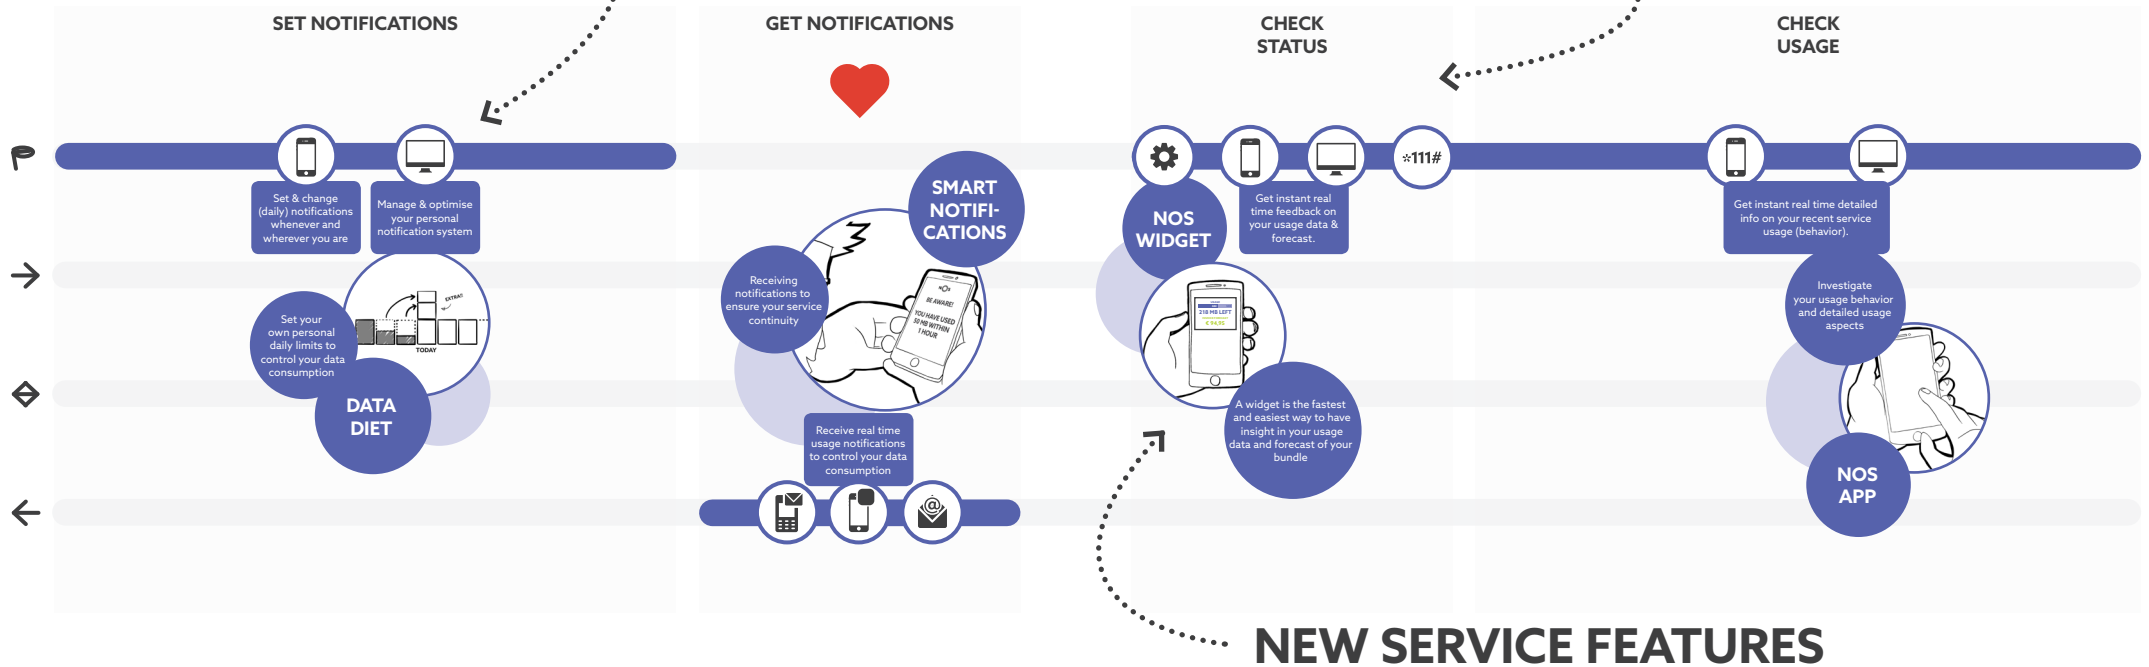 SET NOTIFICATIONS
GET NOTIFICATIONS
CHECK
STATUS
CHECK
USAGE
Set & change
(daily) notifications
whenever and
wherever you are
Manage & optimise
your personal
notification system
Set your
own personal
daily limits to
control your data
consumption
EXTRA!!
TODAY
DATA
DIET
SMART
NOTIFI-
CATIONS
Receiving
notifications to
ensure your service
continuity
NOS
BE AWARE!
YOU HAVE USED
50 MB WITHIN
1 HOUR
Receive real time
usage notifications
to control your data
consumption
@
*111#
NOS
WIDGET
Get instant real
time feedback on
your usage data &
forecast.
218 MB LEFT
€ 94,95
A widget is the fastest
and easiest way to have
insight in your usage
data and forecast of your
bundle
Get instant real time detailed
info on your recent service
usage (behavior).
Investigate
your usage behavior
and detailed usage
aspects
NOS
APP
NEW SERVICE FEATURES